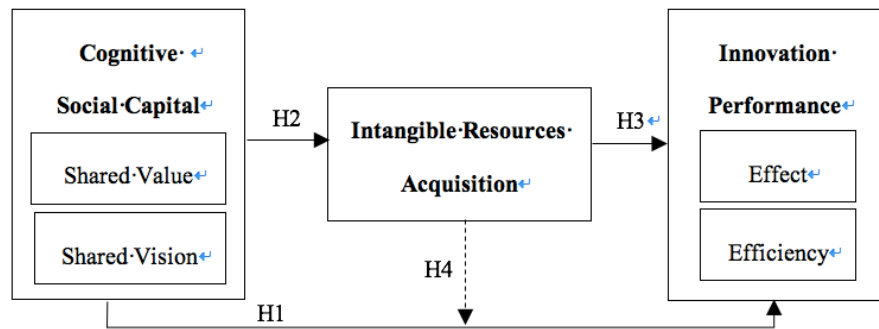 Cognitive
Social Capital
Shared Value
Shared Vision
H2
Intangible Resources
Acquisition
H3
Innovation
Performance
Effect
Efficiency
H4
H1